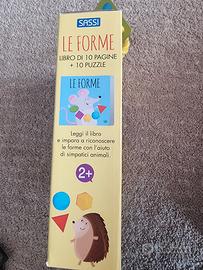 SASSI
LE FORME
LIBRO DI 10 PAGINE
+ 10 PUZZLE
LE FORME
Leggi il libro
e impara a riconoscere
le forme con l'aiuto
di simpatici animali.
2+